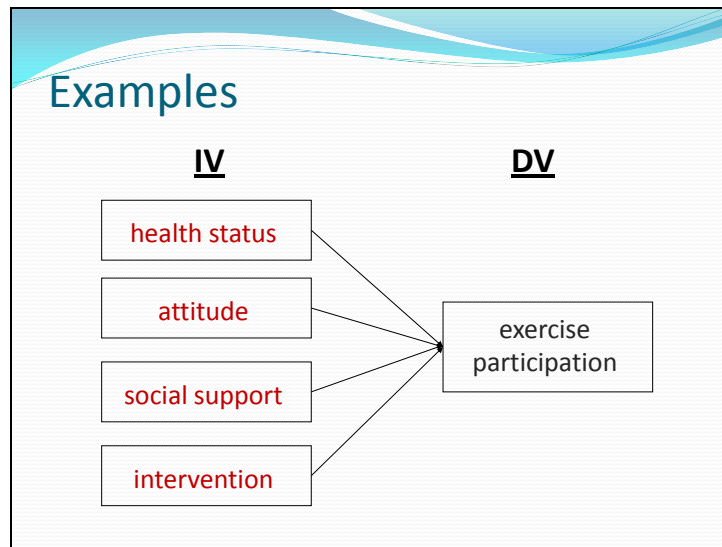 Examples
IV
DV
health status
attitude
social support
intervention
exercise
participation